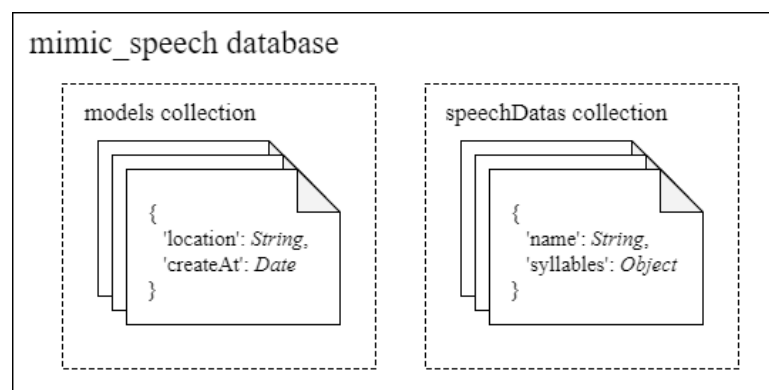 mimic_speech database
models collection
{
'location': String,
'createAt': Date
}
speechDatas collection
{
'name': String,
'syllables': Object
}